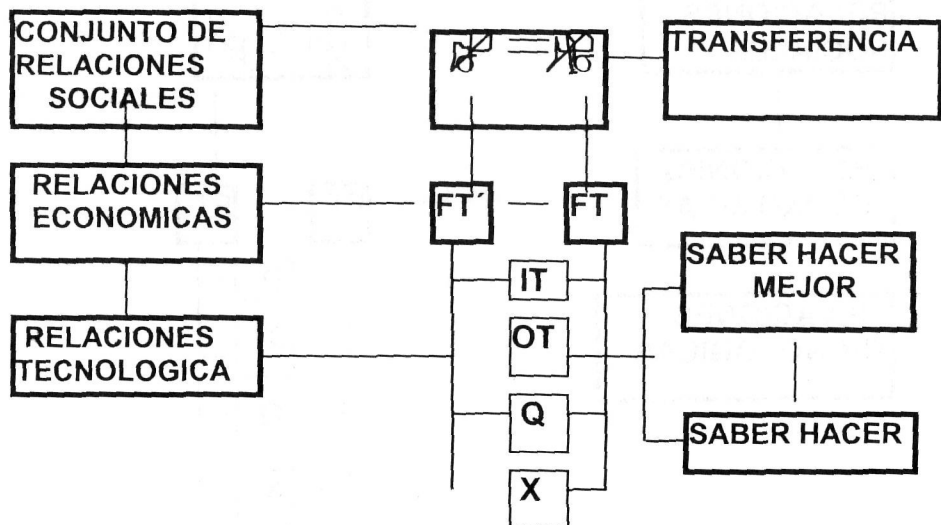 CONJUNTO DE
RELACIONES
SOCIALES
TRANSFERENCIA
RELACIONES
ECONOMICAS
FT´
FT
IT
SABER HACER
MEJOR
RELACIONES
TECNOLOGICA
OT
Q
SABER HACER
X